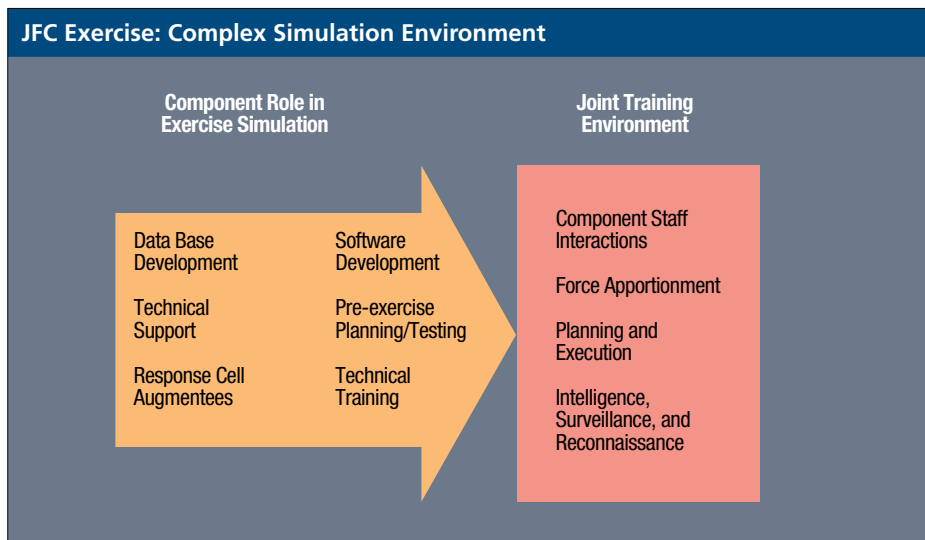 JFC Exercise: Complex Simulation Environment
Component Role in
Exercise Simulation
Data Base
Development
Technical
Support
Response Cell
Augmentees
Software
Development
Pre-exercise
Planning/Testing
Technical
Training
Joint Training
Environment
Component Staff
Interactions
Force Apportionment
Planning and
Execution
Intelligence,
Surveillance, and
Reconnaissance